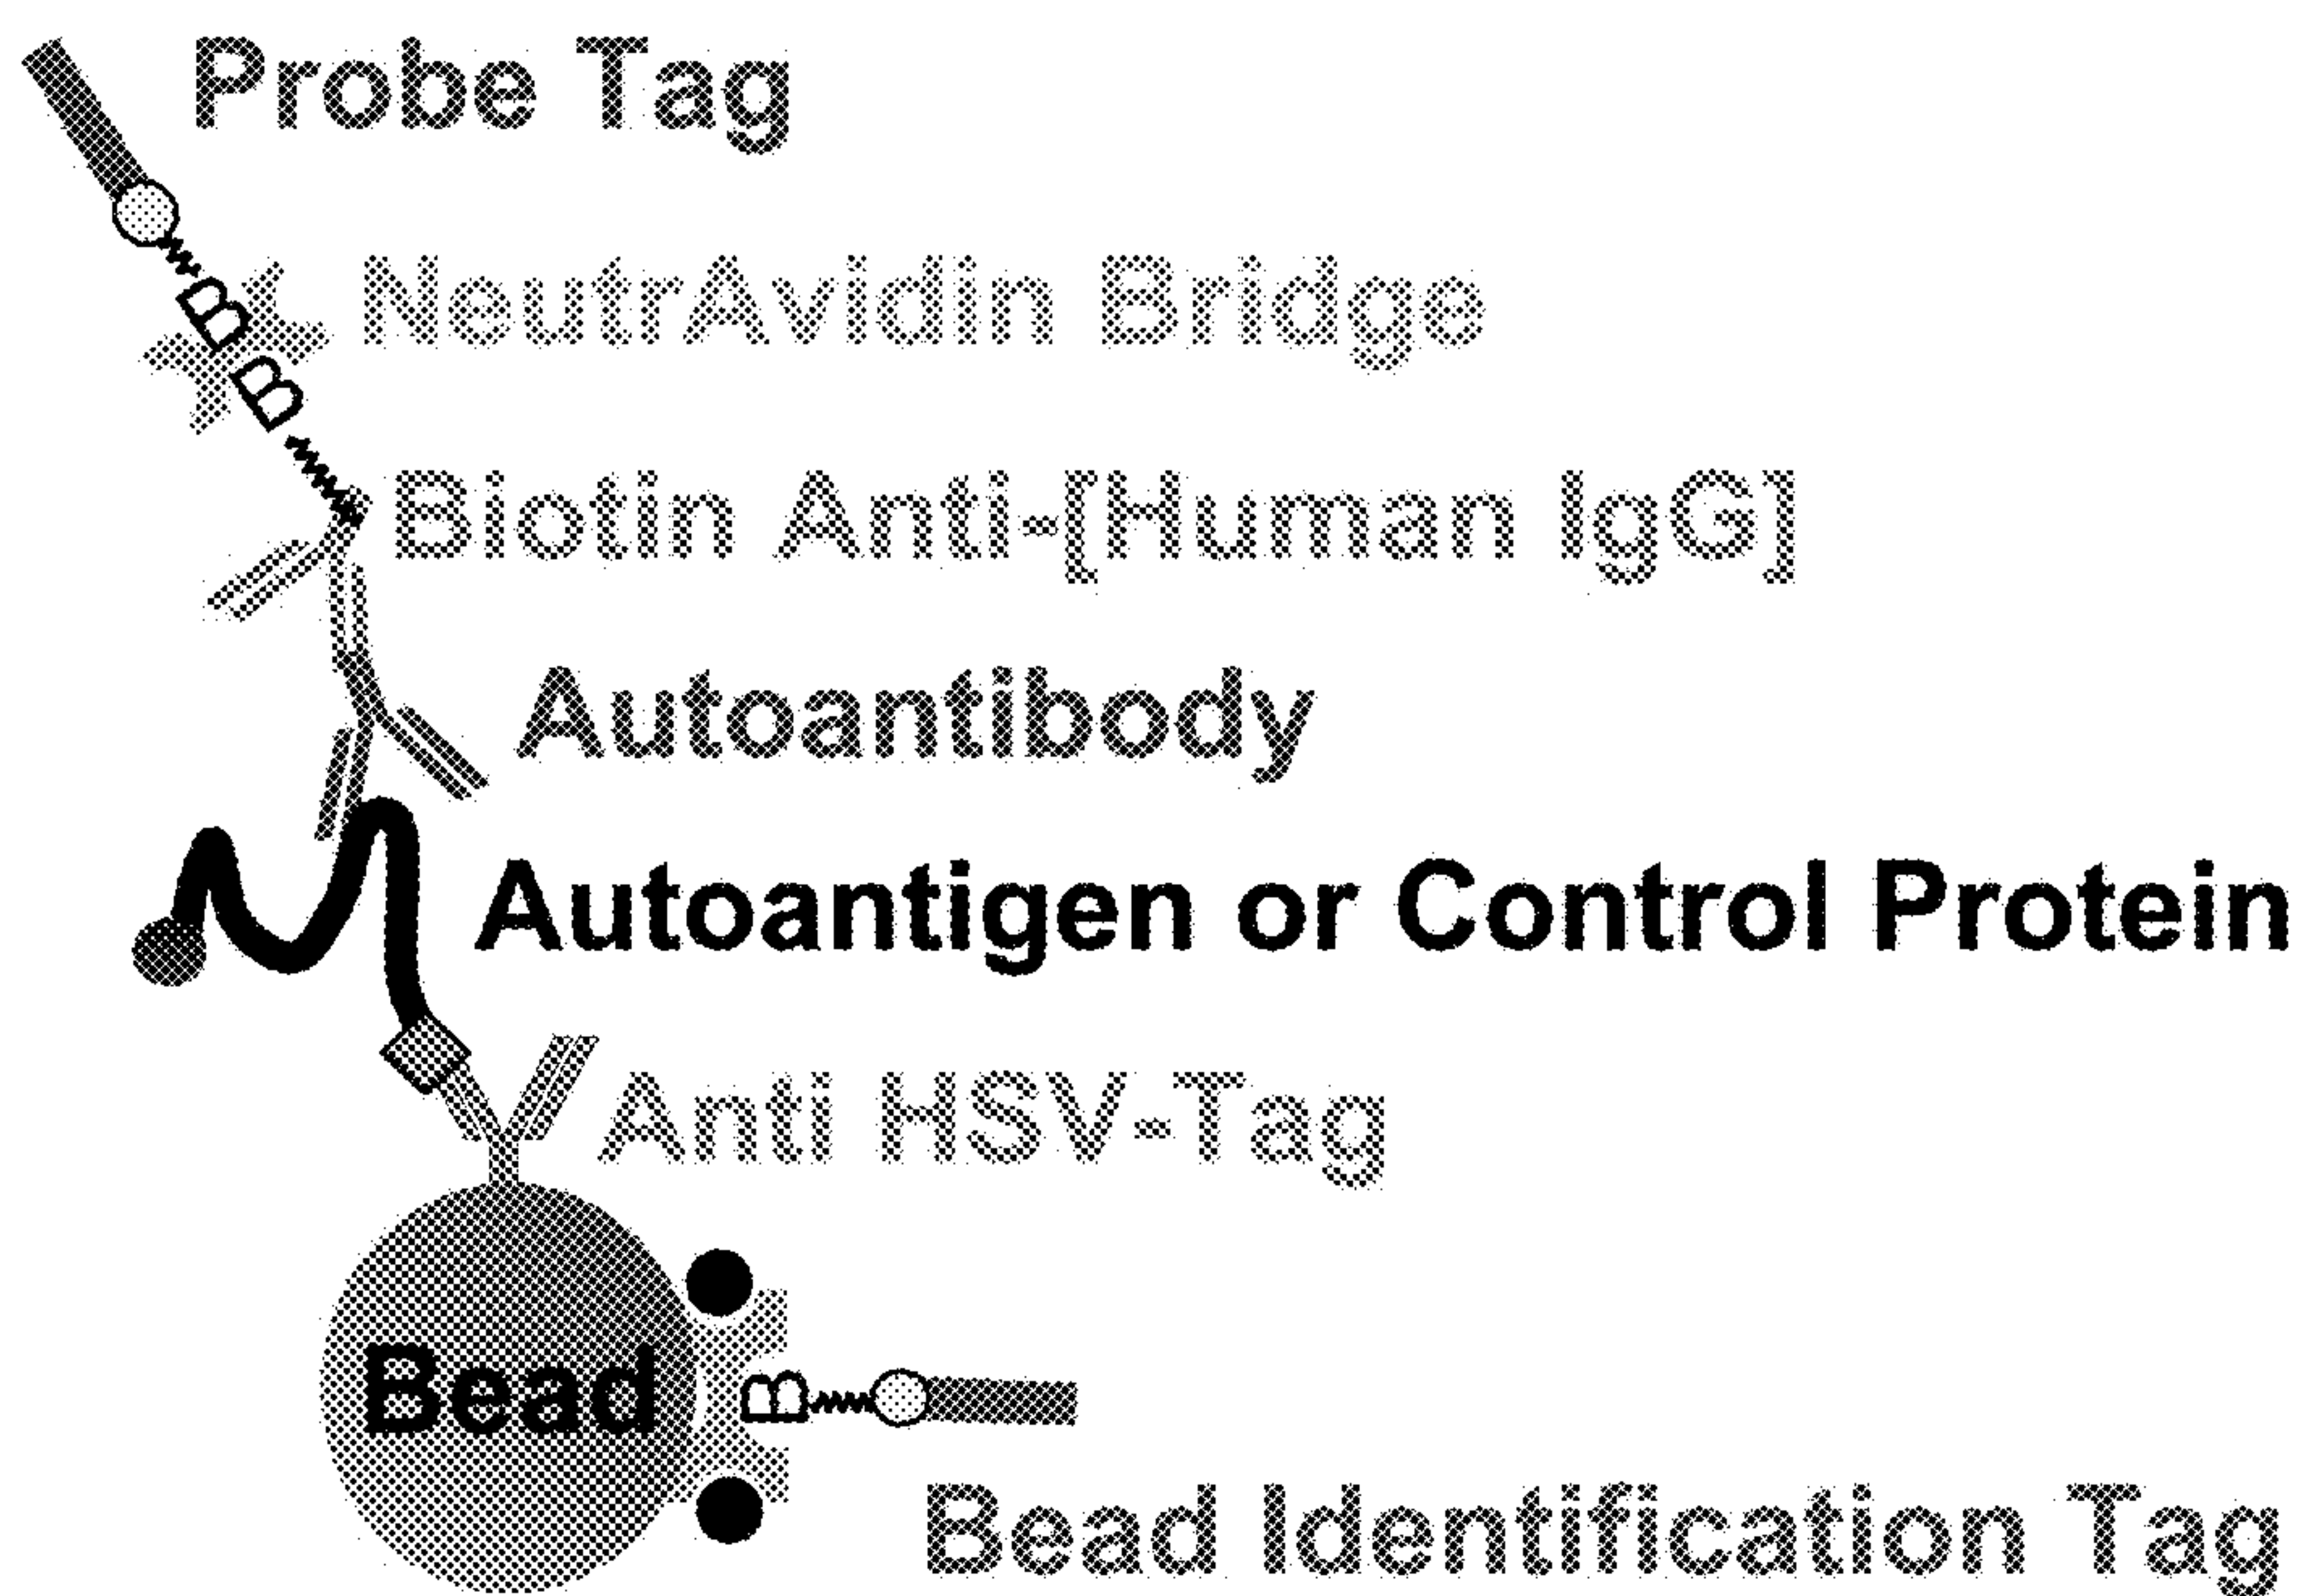 Probe Tag
NeutrAvidin Bridge
B
B
Biotin Anti-[Human IgG]
Autoantibody
Autoantigen or Control Protein
Anti HSV-Tag
Bead
B
Bead Identification Tag